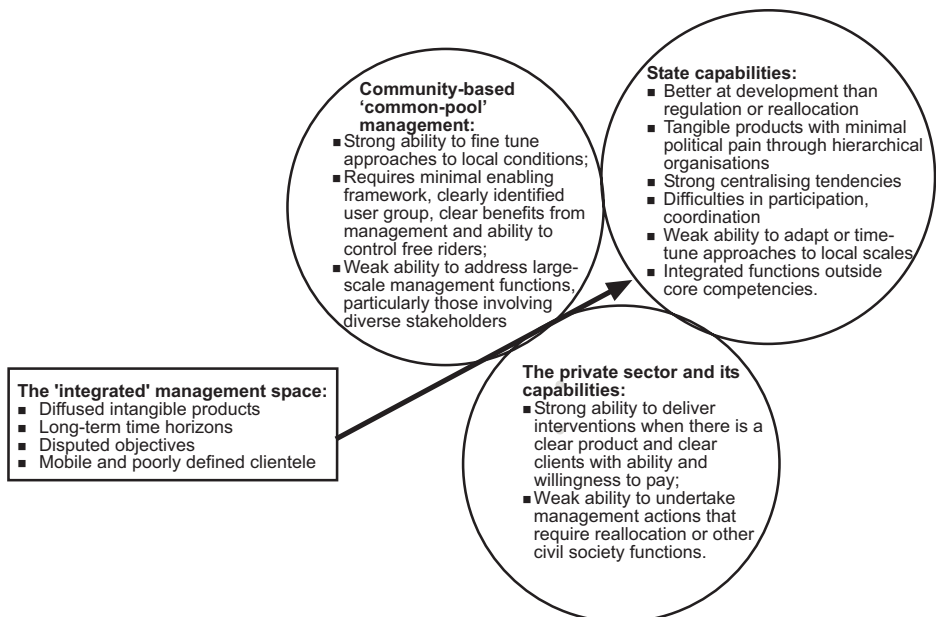 Community-based
‘common-pool’
management:
■ Strong ability to fine tune
approaches to local conditions;
■ Requires minimal enabling
framework, clearly identified
user group, clear benefits from
management and ability to
control free riders;
■ Weak ability to address large-
scale management functions,
particularly those involving
diverse stakeholders
State capabilities:
■ Better at development than
regulation or reallocation
■ Tangible products with minimal
political pain through hierarchical
organisations
■ Strong centralising tendencies
■ Difficulties in participation,
coordination
■ Weak ability to adapt or time-
tune approaches to local scales
■ Integrated functions outside
core competencies.
The 'integrated' management space:
■ Diffused intangible products
■ Long-term time horizons
■ Disputed objectives
■ Mobile and poorly defined clientele
The private sector and its
capabilities:
■ Strong ability to deliver
interventions when there is a
clear product and clear
clients with ability and
willingness to pay;
■ Weak ability to undertake
management actions that
require reallocation or other
civil society functions.